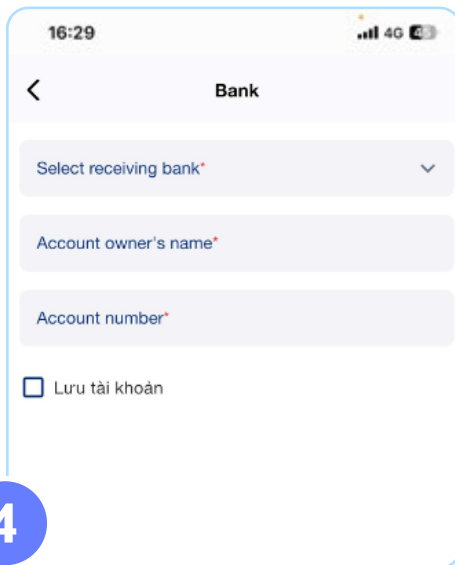 16:29 4G
Bank
Select receiving bank*
Account owner's name*
Account number*
Lưu tài khoản
4